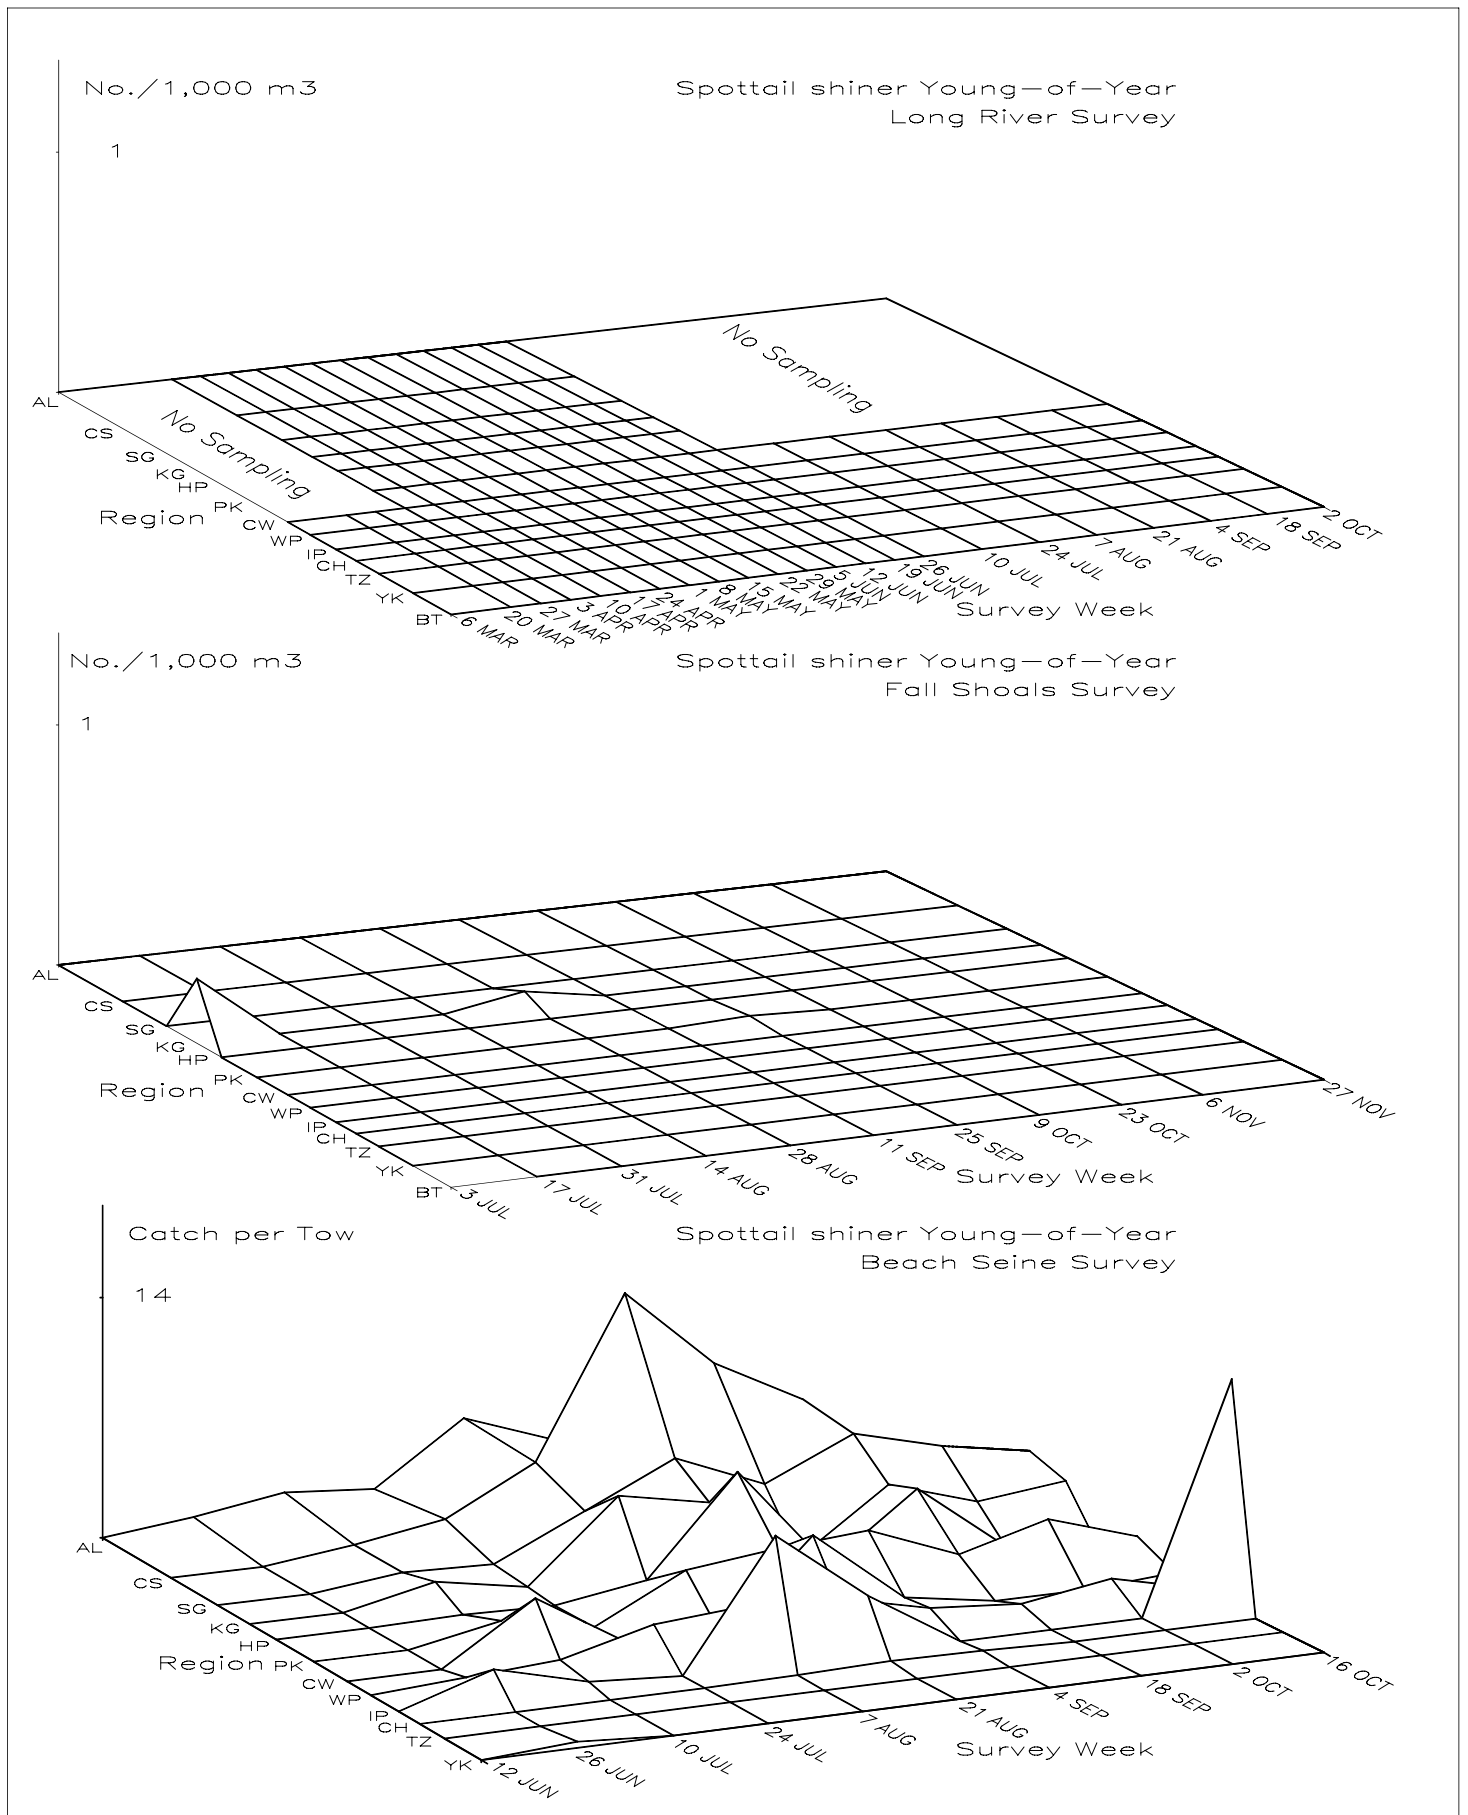 No./1,000 m3
Spottail shiner Young-of-Year
Long River Survey
1
No Sampling
No Sampling
AL
CS
SG
KG
HP
PK
CW
WP
IP
CH
TZ
YK
BT
Region
6 MAR
20 MAR
27 MAR
3 APR
10 APR
17 APR
24 APR
1 MAY
8 MAY
15 MAY
22 MAY
29 MAY
5 JUN
12 JUN
19 JUN
26 JUN
10 JUL
24 JUL
7 AUG
21 AUG
4 SEP
18 SEP
2 OCT
Survey Week
No./1,000 m3
Spottail shiner Young-of-Year
Fall Shoals Survey
1
AL
CS
SG
KG
HP
PK
CW
WP
IP
CH
TZ
YK
BT
Region
3 JUL
17 JUL
31 JUL
14 AUG
28 AUG
11 SEP
25 SEP
9 OCT
23 OCT
6 NOV
27 NOV
Survey Week
Catch per Tow
Spottail shiner Young-of-Year
Beach Seine Survey
14
AL
CS
SG
KG
HP
PK
CW
WP
IP
CH
TZ
YK
Region
12 JUN
26 JUN
10 JUL
24 JUL
7 AUG
21 AUG
4 SEP
18 SEP
2 OCT
16 OCT
Survey Week